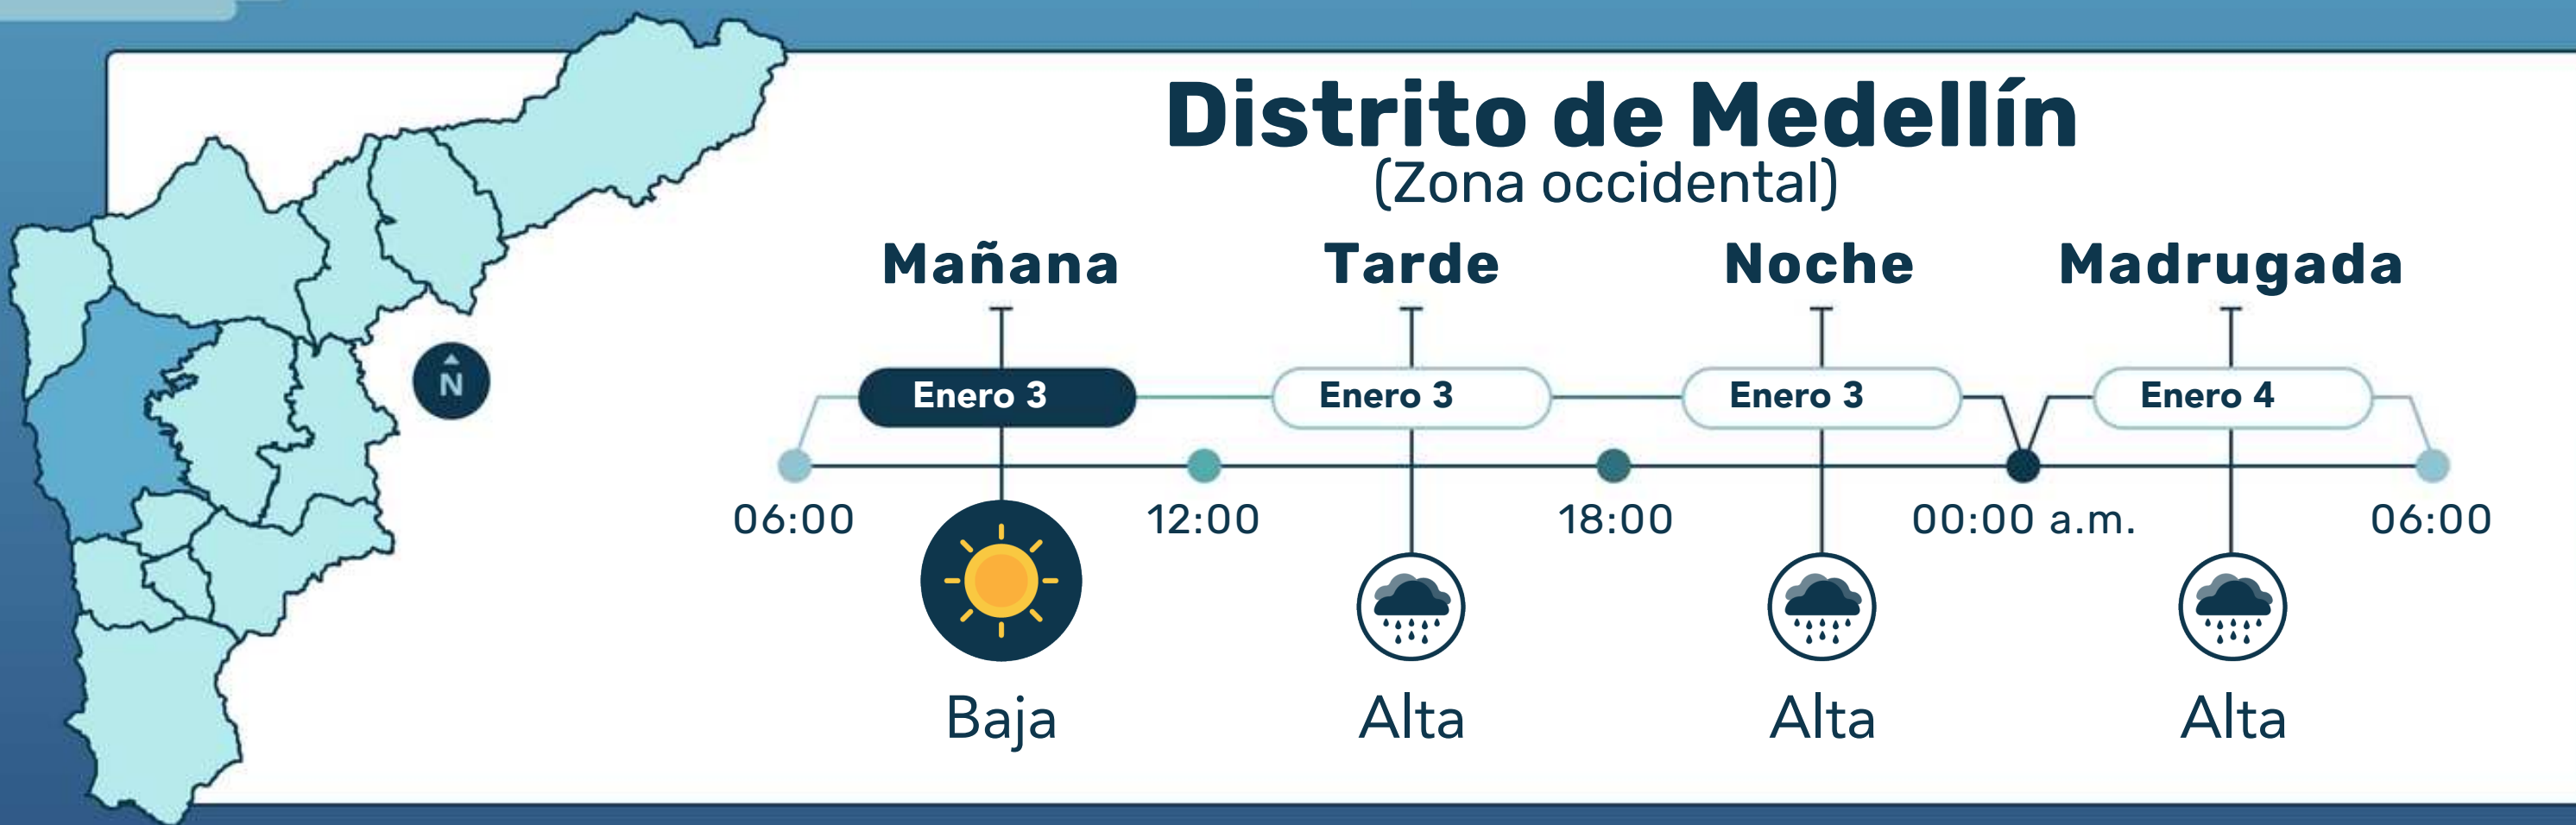 Distrito de Medellín
(Zona occidental)
Mañana Tarde Noche Madrugada
N
Enero 3 Enero 3 Enero 3 Enero 4
06:00 12:00 18:00 00:00 a.m. 06:00
Baja Alta Alta Alta